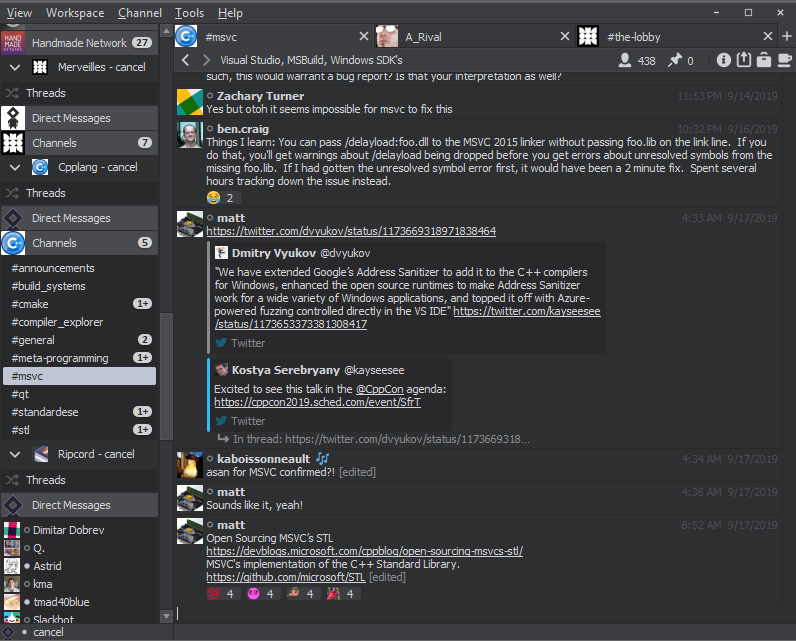 View Workspace Channel Tools Help
HAND MADE NETWORK
Handmade Network 27
Merveilles - cancel
Threads
Direct Messages
Channels 7
Cpplang - cancel
Threads
Direct Messages
Channels 5
#announcements
#build_systems
#cmake 1+
#compiler_explorer
#general 2
#meta-programming 1+
#msvc
#qt
#standardese 1+
#stl 1+
Ripcord - cancel
Threads
Direct Messages
Dimitar Dobrev
Q.
Astrid
kma
tmad40blue
Slackbot
cancel
#msvc
A_Rival
#the-lobby
Visual Studio, MSBuild, Windows SDK's 438 0
such, this would warrant a bug report? Is that your interpretation as well?
Zachary Turner 11:53 PM 9/14/2019
Yes but otoh it seems impossible for msvc to fix this
ben.craig 10:32 PM 9/16/2019
Things I learn: You can pass /delayload:foo.dll to the MSVC 2015 linker without passing foo.lib on the link line. If you
do that, you'll get warnings about /delayload being dropped before you get errors about unresolved symbols from the
missing foo.lib. If I had gotten the unresolved symbol error first, it would have been a 2 minute fix. Spent several
hours tracking down the issue instead.
😂 2
matt 4:33 AM 9/17/2019
https://twitter.com/dvyukov/status/1173669318971838464
Dmitry Vyukov @dvyukov
"We have extended Google's Address Sanitizer to add it to the C++ compilers
for Windows, enhanced the open source runtimes to make Address Sanitizer
work for a wide variety of Windows applications, and topped it off with Azure-
powered fuzzing controlled directly in the VS IDE" https://twitter.com/kayseesee
/status/1173653373381308417
Twitter
Kostya Serebryany @kayseesee
Excited to see this talk in the @CppCon agenda:
https://cppcon2019.sched.com/event/SfrT
Twitter
In thread: https://twitter.com/dvyukov/status/1173669318...
kaboissonneault 🎶 4:34 AM 9/17/2019
asan for MSVC confirmed?! [edited]
matt 4:36 AM 9/17/2019
Sounds like it, yeah!
matt 8:52 AM 9/17/2019
Open Sourcing MSVC's STL
https://devblogs.microsoft.com/cppblog/open-sourcing-msvcs-stl/
MSVC's implementation of the C++ Standard Library.
https://github.com/microsoft/STL [edited]
4 4 4 4